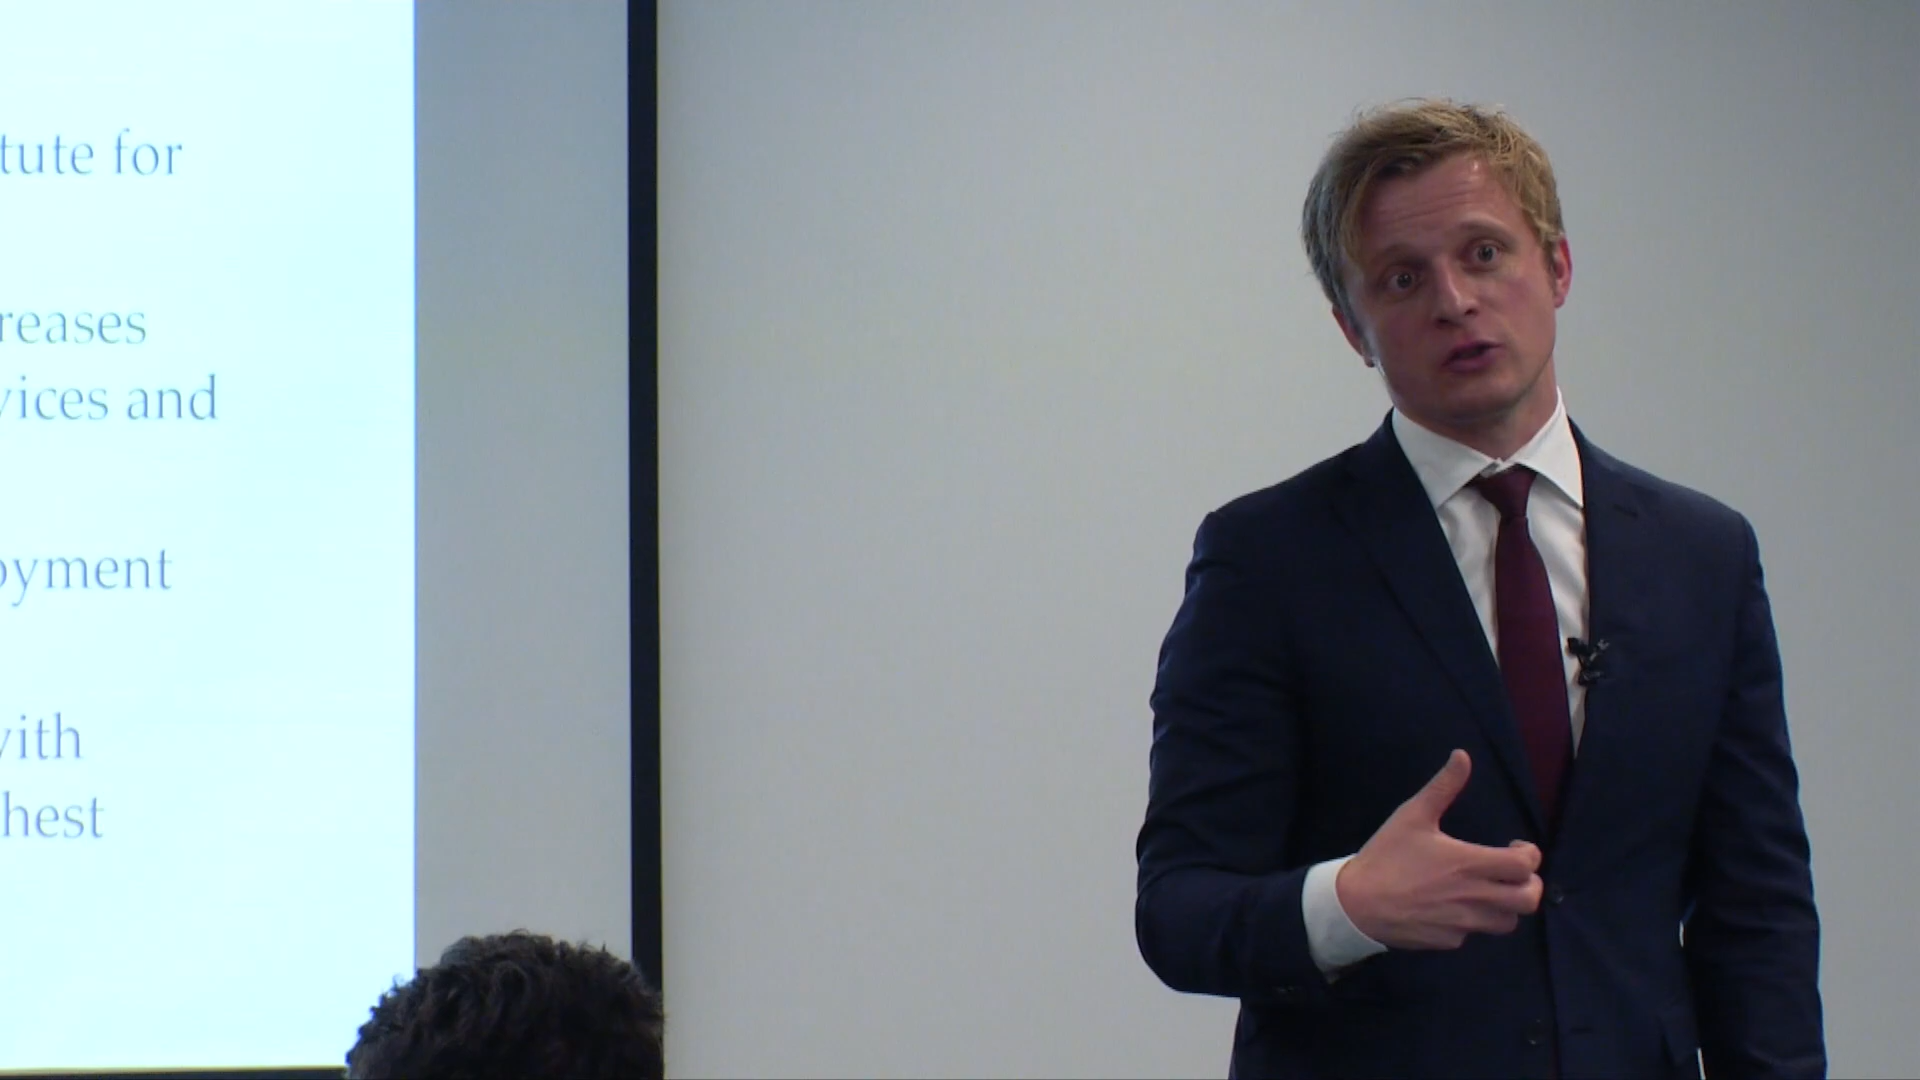 tute for
reases
vices and
oyment
vith
hest